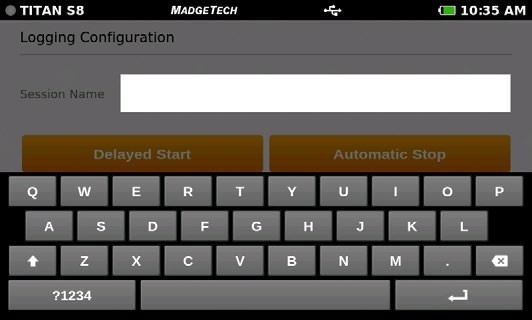 TITAN S8 MADGETECH 10:35 AM
Logging Configuration
Session Name
Delayed Start Automatic Stop
Q W E R T Y U I O P
A S D F G H J K L
Z X C V B N M .
?1234